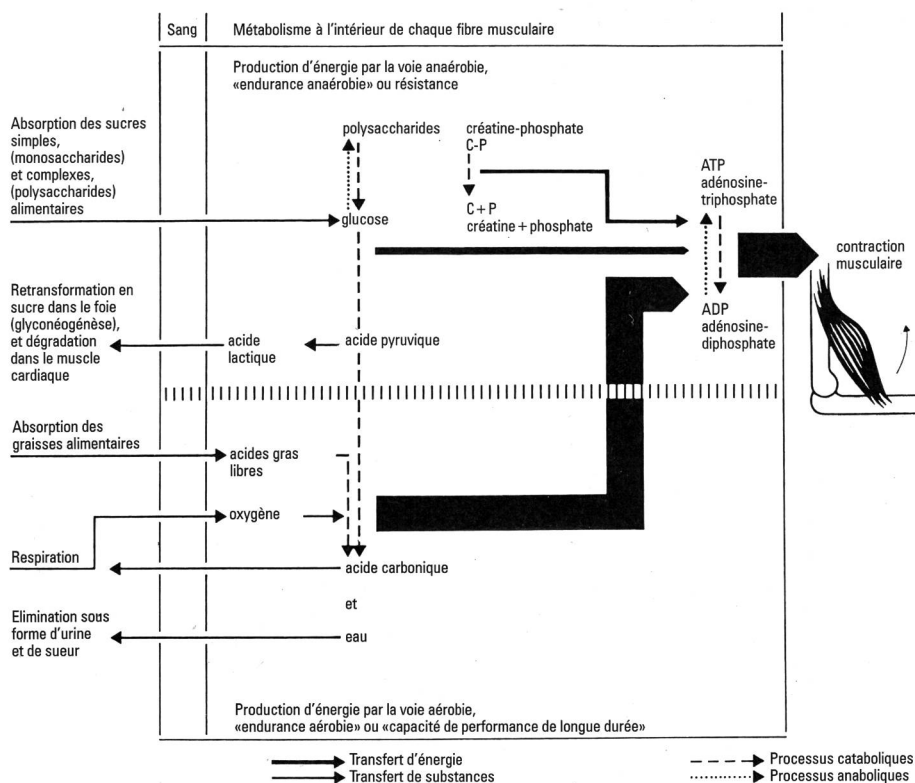 Sang
Métabolisme à l'intérieur de chaque fibre musculaire
Production d'énergie par la voie anaérobie,
«endurance anaérobie» ou résistance
Absorption des sucres
simples,
(monosaccharides)
et complexes,
(polysaccharides)
alimentaires
polysaccharides
créatine-phosphate
C-P
C + P
créatine + phosphate
glucose
ATP
adénosine-
triphosphate
ADP
adénosine-
diphosphate
contraction
musculaire
Retransformation en
sucre dans le foie
(glyconéogénèse),
et dégradation
dans le muscle
cardiaque
acide
lactique
acide pyruvique
Absorption des
graisses alimentaires
acides gras
libres
oxygène
Respiration
acide carbonique
et
Elimination sous
forme d'urine
et de sueur
eau
Production d'énergie par la voie aérobie,
«endurance aérobie» ou «capacité de performance de longue durée»
Transfert d'énergie
Transfert de substances
Processus cataboliques
Processus anaboliques